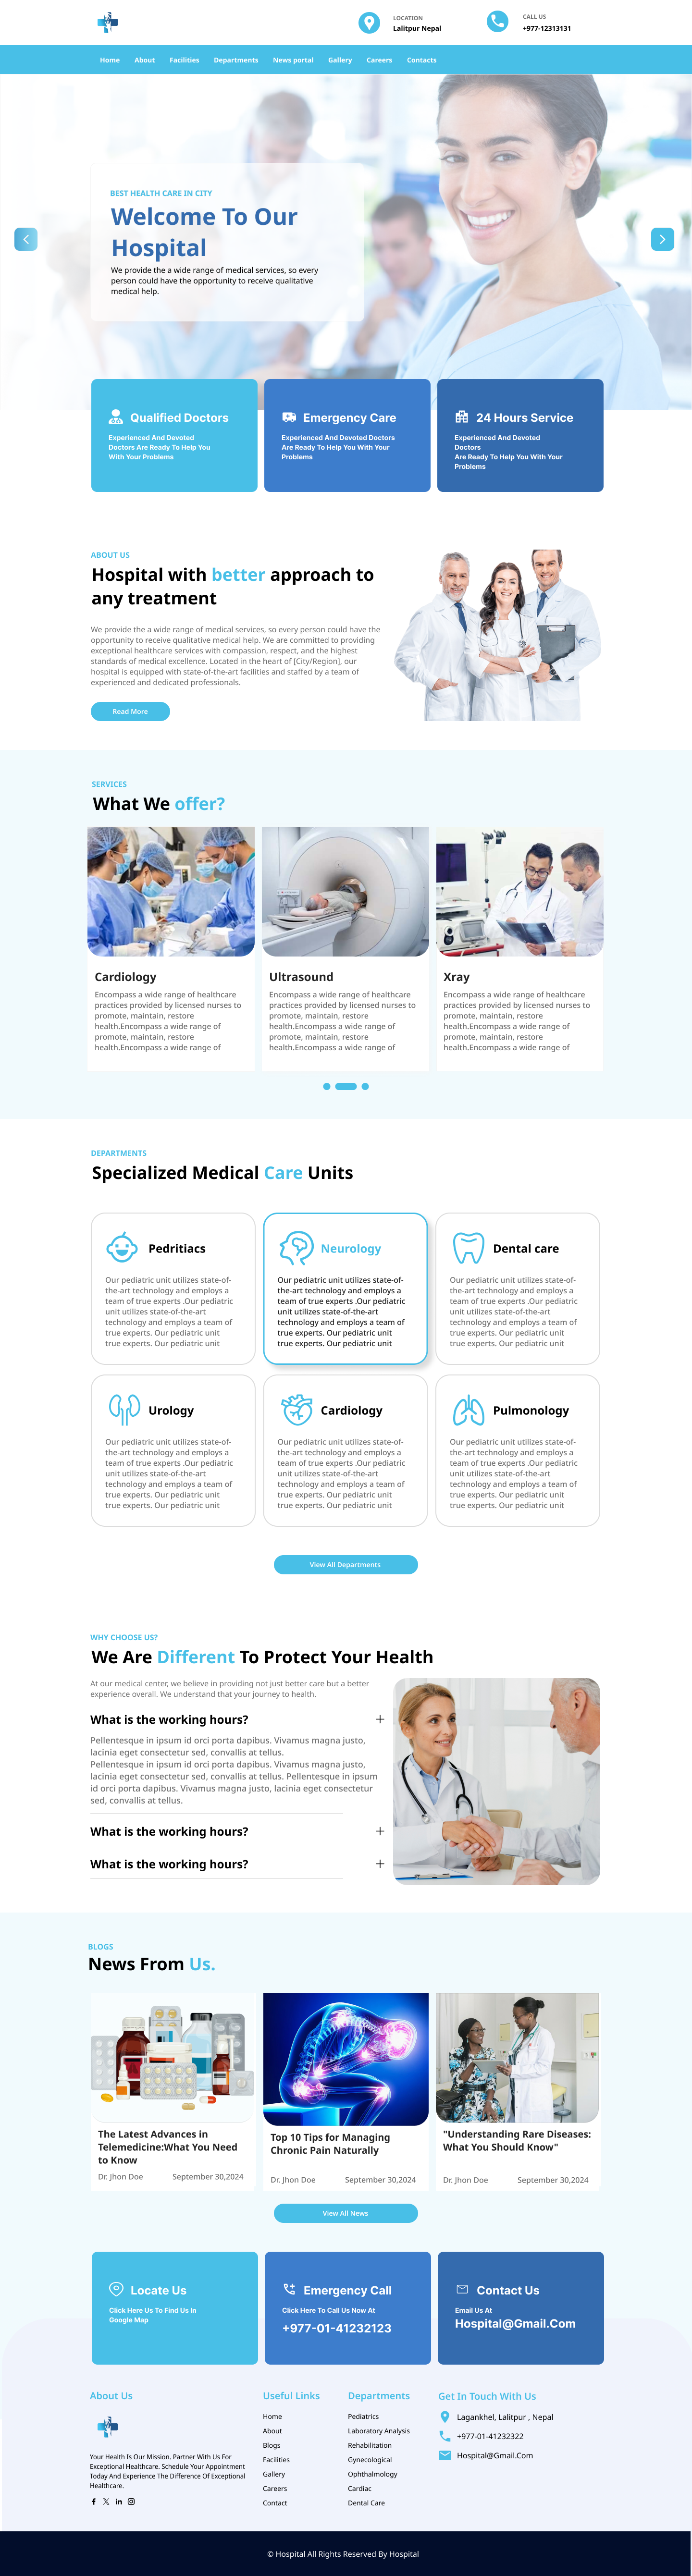 LOCATION
Lalitpur Nepal
CALL US
+977-12313131
Home About Facilities Departments News portal Gallery Careers Contacts
BEST HEALTH CARE IN CITY
Welcome To Our
Hospital
We provide the a wide range of medical services, so every
person could have the opportunity to receive qualitative
medical help.
Qualified Doctors
Experienced And Devoted
Doctors Are Ready To Help You
With Your Problems
Emergency Care
Experienced And Devoted Doctors
Are Ready To Help You With Your
Problems
24 Hours Service
Experienced And Devoted
Doctors
Are Ready To Help You With Your
Problems
ABOUT US
Hospital with better approach to
any treatment
We provide the a wide range of medical services, so every person could have the
opportunity to receive qualitative medical help. We are committed to providing
exceptional healthcare services with compassion, respect, and the highest
standards of medical excellence. Located in the heart of [City/Region], our
hospital is equipped with state-of-the-art facilities and staffed by a team of
experienced and dedicated professionals.
Read More
SERVICES
What We offer?
Cardiology
Encompass a wide range of healthcare
practices provided by licensed nurses to
promote, maintain, restore
health.Encompass a wide range of
promote, maintain, restore
health.Encompass a wide range of
Ultrasound
Encompass a wide range of healthcare
practices provided by licensed nurses to
promote, maintain, restore
health.Encompass a wide range of
promote, maintain, restore
health.Encompass a wide range of
Xray
Encompass a wide range of healthcare
practices provided by licensed nurses to
promote, maintain, restore
health.Encompass a wide range of
promote, maintain, restore
health.Encompass a wide range of
DEPARTMENTS
Specialized Medical Care Units
Pedritiacs
Our pediatric unit utilizes state-of-
the-art technology and employs a
team of true experts .Our pediatric
unit utilizes state-of-the-art
technology and employs a team of
true experts. Our pediatric unit
Neurology
Our pediatric unit utilizes state-of-
the-art technology and employs a
team of true experts .Our pediatric
unit utilizes state-of-the-art
technology and employs a team of
true experts. Our pediatric unit
Dental care
Our pediatric unit utilizes state-of-
the-art technology and employs a
team of true experts .Our pediatric
unit utilizes state-of-the-art
technology and employs a team of
true experts. Our pediatric unit
Urology
Our pediatric unit utilizes state-of-
the-art technology and employs a
team of true experts .Our pediatric
unit utilizes state-of-the-art
technology and employs a team of
true experts. Our pediatric unit
Cardiology
Our pediatric unit utilizes state-of-
the-art technology and employs a
team of true experts .Our pediatric
unit utilizes state-of-the-art
technology and employs a team of
true experts. Our pediatric unit
Pulmonology
Our pediatric unit utilizes state-of-
the-art technology and employs a
team of true experts .Our pediatric
unit utilizes state-of-the-art
technology and employs a team of
true experts. Our pediatric unit
View All Departments
WHY CHOOSE US?
We Are Different To Protect Your Health
At our medical center, we believe in providing not just better care but a better
experience overall. We understand that your journey to health.
What is the working hours?
Pellentesque in ipsum id orci porta dapibus. Vivamus magna justo,
lacinia eget consectetur sed, convallis at tellus.
Pellentesque in ipsum id orci porta dapibus. Vivamus magna justo,
lacinia eget consectetur sed, convallis at tellus. Pellentesque in ipsum
id orci porta dapibus. Vivamus magna justo, lacinia eget consectetur
sed, convallis at tellus.
What is the working hours?
What is the working hours?
BLOGS
News From Us.
The Latest Advances in
Telemedicine:What You Need
to Know
Dr. Jhon Doe September 30,2024
Top 10 Tips for Managing
Chronic Pain Naturally
Dr. Jhon Doe September 30,2024
"Understanding Rare Diseases:
What You Should Know"
Dr. Jhon Doe September 30,2024
View All News
Locate Us
Click Here Us To Find Us In
Google Map
Emergency Call
Click Here To Call Us Now At
+977-01-41232123
Contact Us
Email Us At
Hospital@Gmail.Com
About Us
Your Health Is Our Mission. Partner With Us For
Exceptional Healthcare. Schedule Your Appointment
Today And Experience The Difference Of Exceptional
Healthcare.
Useful Links
Home
About
Blogs
Facilities
Gallery
Careers
Contact
Departments
Pediatrics
Laboratory Analysis
Rehabilitation
Gynecological
Ophthalmology
Cardiac
Dental Care
Get In Touch With Us
Lagankhel, Lalitpur , Nepal
+977-01-41232322
Hospital@Gmail.Com
© Hospital All Rights Reserved By Hospital